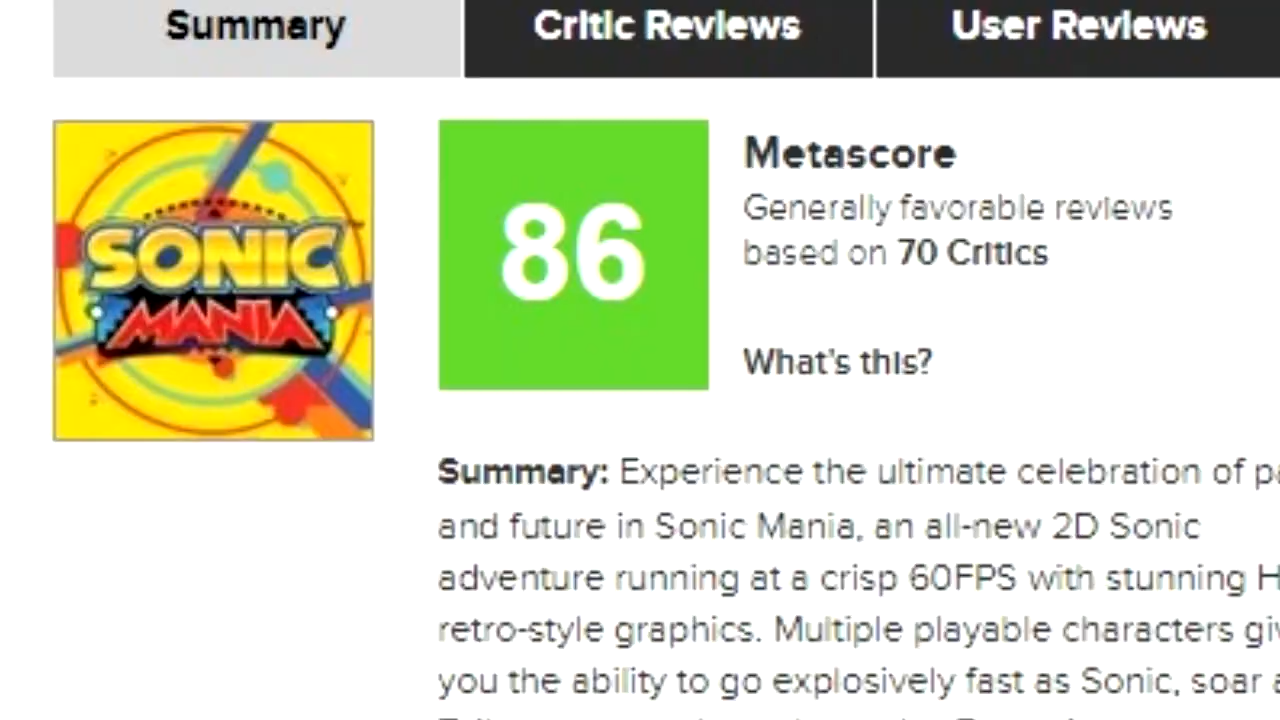 Summary
Critic Reviews
User Reviews
SONIC
MANIA
86
Metascore
Generally favorable reviews
based on 70 Critics
What's this?
Summary: Experience the ultimate celebration of
and future in Sonic Mania, an all-new 2D Sonic
adventure running at a crisp 60FPS with stunning
retro-style graphics. Multiple playable characters
you the ability to go explosively fast as Sonic, soar